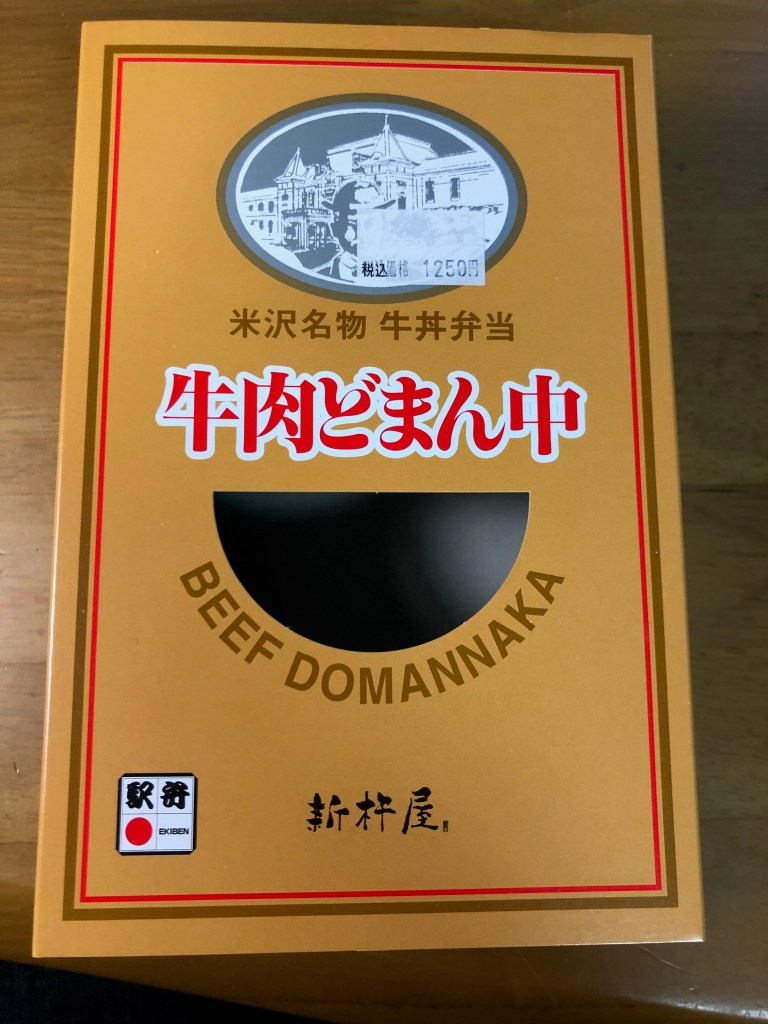 税込価格 1250円
米沢名物 牛丼弁当
牛肉どまん中
BEEF DOMANNAKA
駅弁
EKIBEN
新杵屋